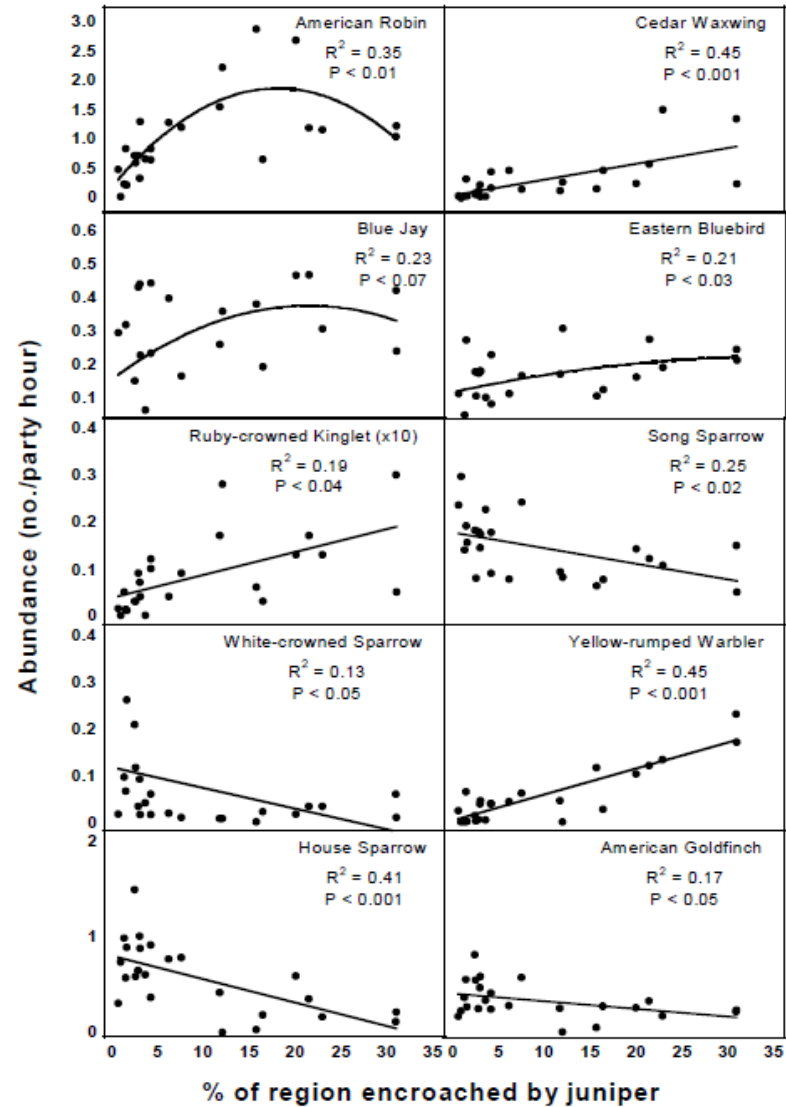 3.0
2.5
2.0
1.5
1.0
0.5
0
American Robin
R² = 0.35
P < 0.01
Cedar Waxwing
R² = 0.45
P < 0.001
0.6
0.5
0.4
0.3
0.2
0.1
Blue Jay
R² = 0.23
P < 0.07
Eastern Bluebird
R² = 0.21
P < 0.03
0.4
0.3
0.2
0.1
0
Ruby-crowned Kinglet (x10)
R² = 0.19
P < 0.04
Song Sparrow
R² = 0.25
P < 0.02
0.4
0.3
0.2
0.1
0
White-crowned Sparrow
R² = 0.13
P < 0.05
Yellow-rumped Warbler
R² = 0.45
P < 0.001
2
1
0
House Sparrow
R² = 0.41
P < 0.001
American Goldfinch
R² = 0.17
P < 0.05
0 5 10 15 20 25 30 35 0 5 10 15 20 25 30 35
Abundance (no./party hour)
% of region encroached by juniper